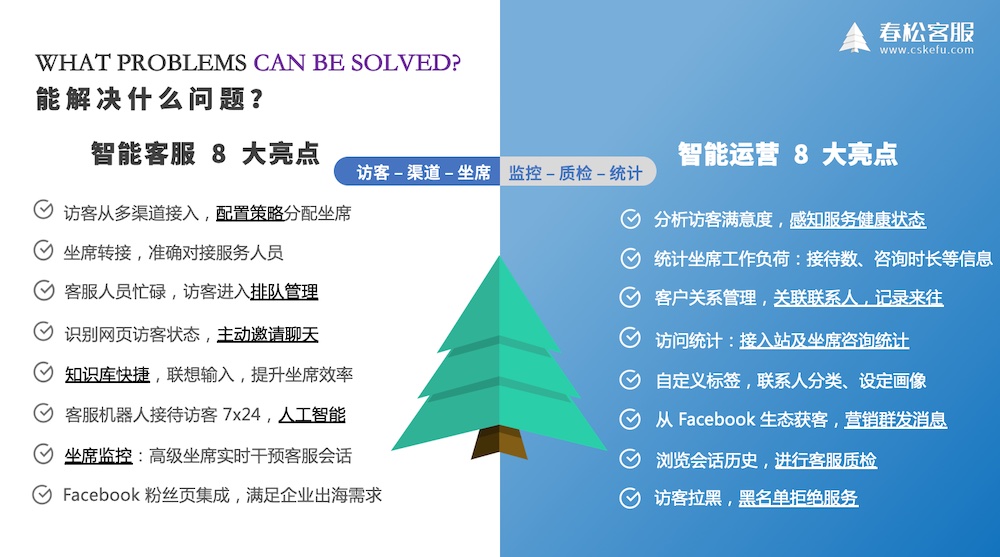 春松客服
www.cskefu.com
WHAT PROBLEMS CAN BE SOLVED?
能解决什么问题?
智能客服 8 大亮点
访客 – 渠道 – 坐席
监控 – 质检 – 统计
智能运营 8 大亮点
访客从多渠道接入，配置策略分配坐席
坐席转接，准确对接服务人员
客服人员忙碌，访客进入排队管理
识别网页访客状态，主动邀请聊天
知识库快捷，联想输入，提升坐席效率
客服机器人接待访客 7x24，人工智能
坐席监控：高级坐席实时干预客服会话
Facebook 粉丝页集成，满足企业出海需求
分析访客满意度，感知服务健康状态
统计坐席工作负荷：接待数、咨询时长等信息
客户关系管理，关联联系人，记录来往
访问统计：接入站及坐席咨询统计
自定义标签，联系人分类、设定画像
从 Facebook 生态获客，营销群发消息
浏览会话历史，进行客服质检
访客拉黑，黑名单拒绝服务